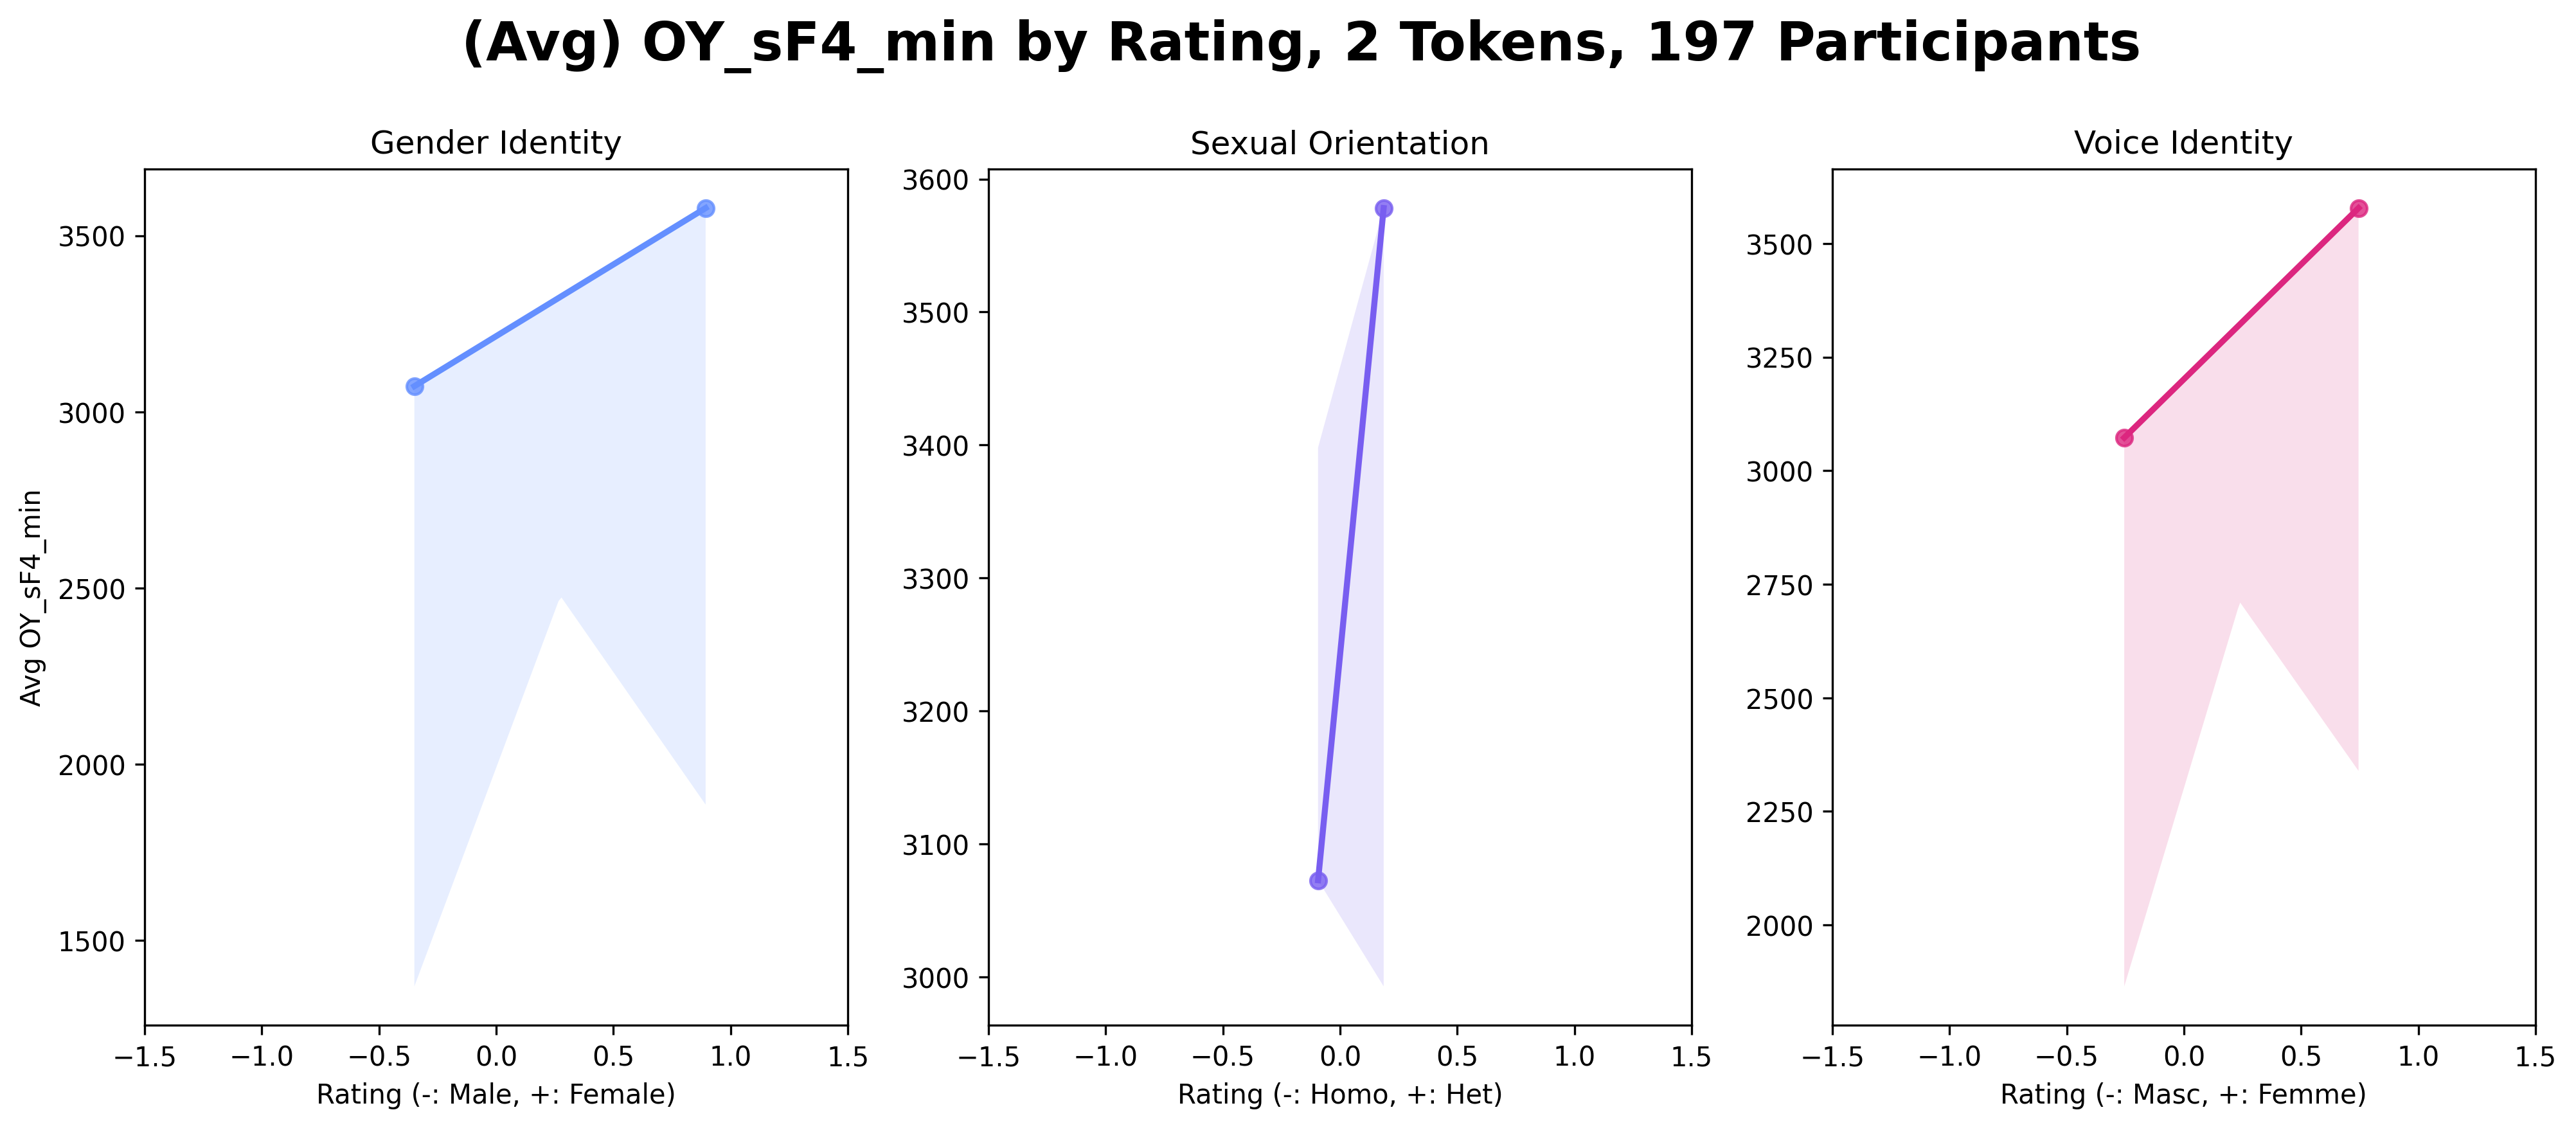 (Avg) OY_sF4_min by Rating, 2 Tokens, 197 Participants
Gender Identity
Avg OY_sF4_min
3500
3000
2500
2000
1500
−1.5 −1.0 −0.5 0.0 0.5 1.0 1.5
Rating (-: Male, +: Female)
Sexual Orientation
3600
3500
3400
3300
3200
3100
3000
−1.5 −1.0 −0.5 0.0 0.5 1.0 1.5
Rating (-: Homo, +: Het)
Voice Identity
3500
3250
3000
2750
2500
2250
2000
−1.5 −1.0 −0.5 0.0 0.5 1.0 1.5
Rating (-: Masc, +: Femme)